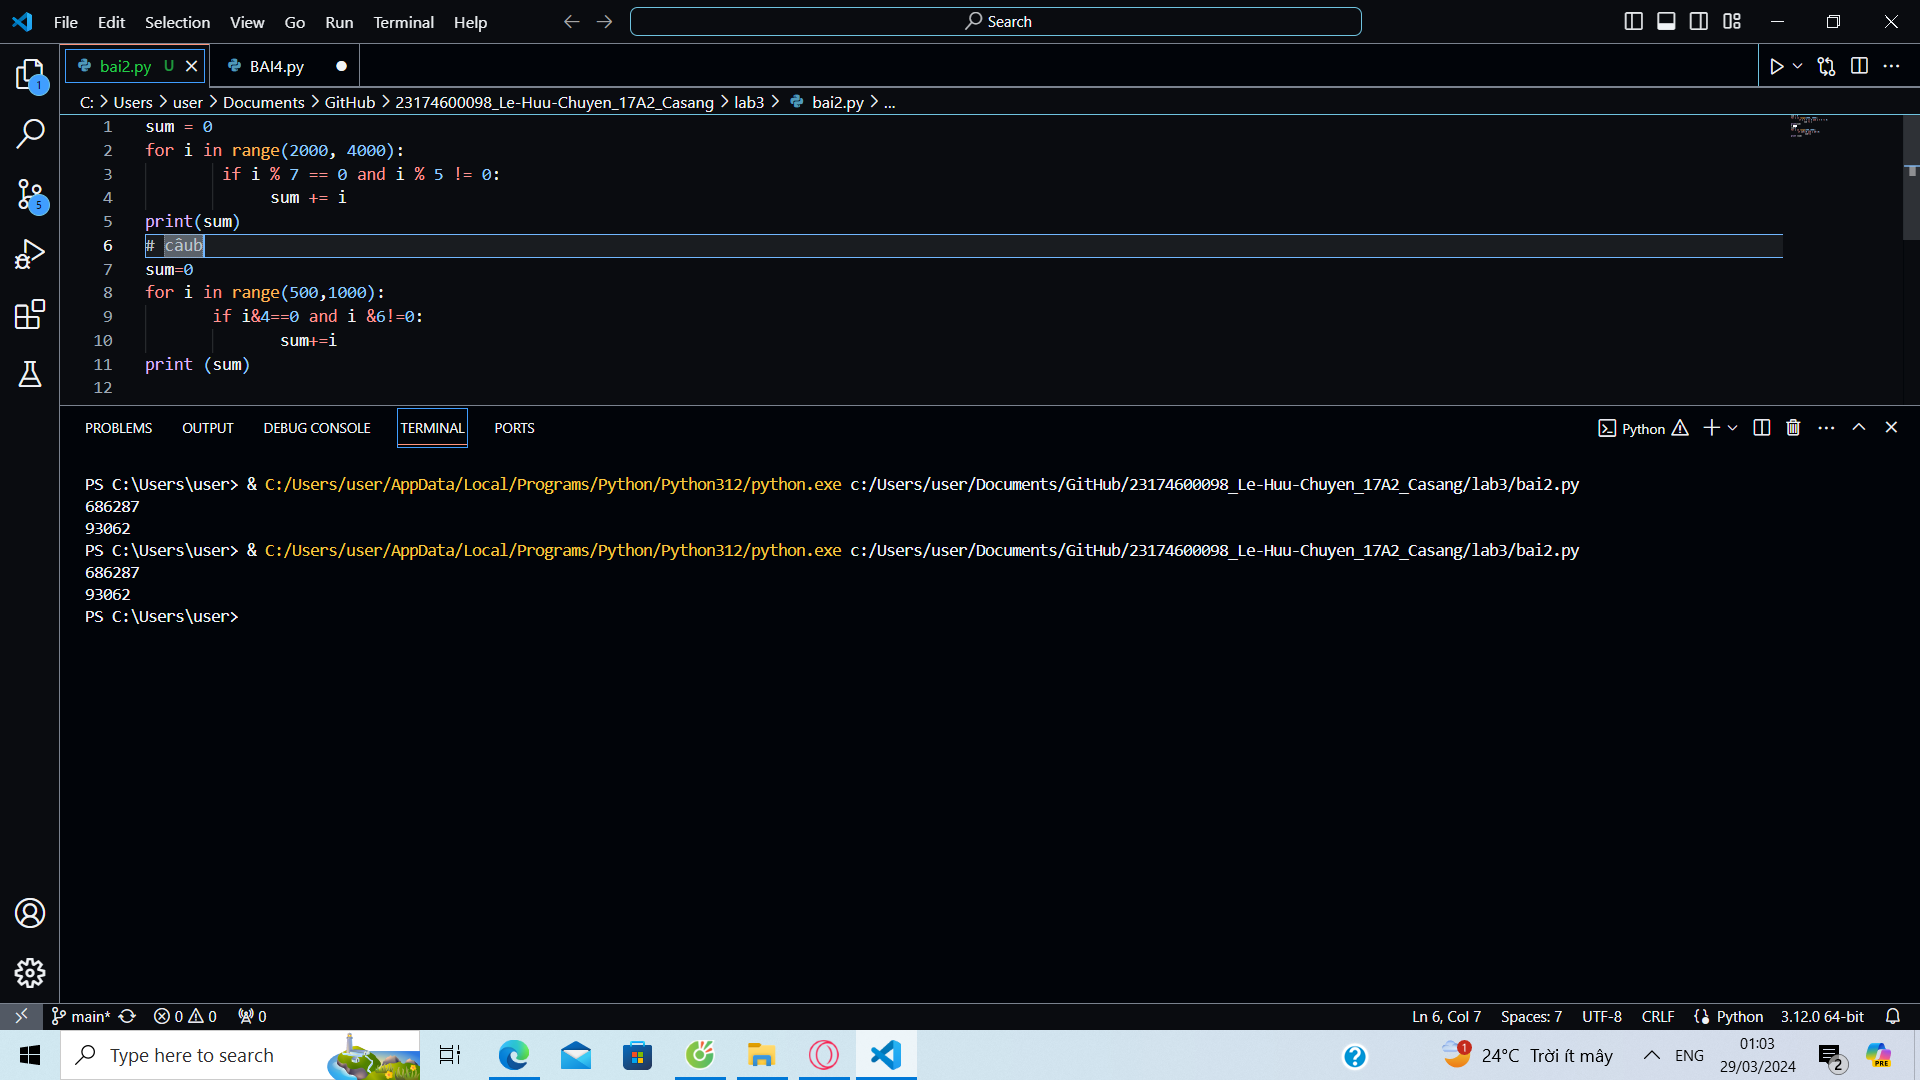 File Edit Selection View Go Run Terminal Help
Search
bai2.py U
BAI4.py
C: > Users > user > Documents > GitHub > 23174600098_Le-Huu-Chuyen_17A2_Casang > lab3 > bai2.py > ...
1 sum = 0
2 for i in range(2000, 4000):
3 if i % 7 == 0 and i % 5 != 0:
4 sum += i
5 print(sum)
6 # câub
7 sum=0
8 for i in range(500,1000):
9 if i&4==0 and i &6!=0:
10 sum+=i
11 print (sum)
12
PROBLEMS OUTPUT DEBUG CONSOLE TERMINAL PORTS
Python
PS C:\Users\user> & C:/Users/user/AppData/Local/Programs/Python/Python312/python.exe c:/Users/user/Documents/GitHub/23174600098_Le-Huu-Chuyen_17A2_Casang/lab3/bai2.py
686287
93062
PS C:\Users\user> & C:/Users/user/AppData/Local/Programs/Python/Python312/python.exe c:/Users/user/Documents/GitHub/23174600098_Le-Huu-Chuyen_17A2_Casang/lab3/bai2.py
686287
93062
PS C:\Users\user>
1
5
main* 0 0 0
Ln 6, Col 7 Spaces: 7 UTF-8 CRLF Python 3.12.0 64-bit
Type here to search
1
24°C Trời ít mây
ENG
01:03
29/03/2024
2
PRE